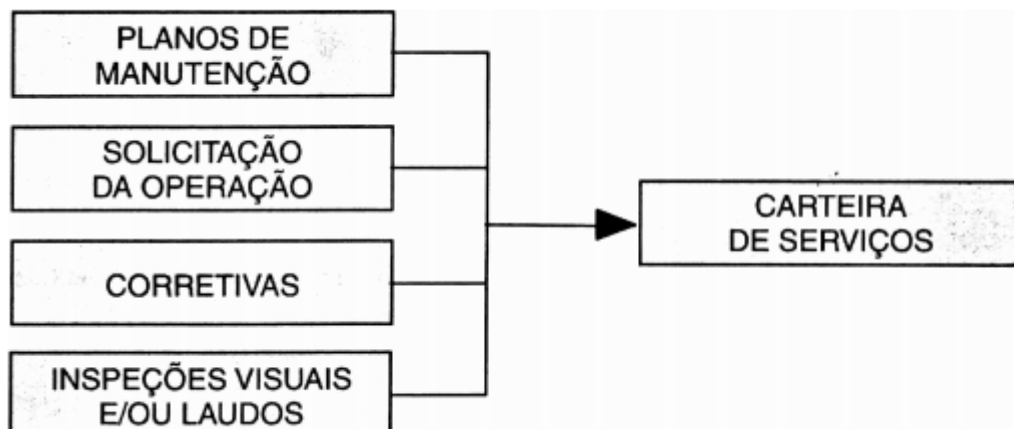 PLANOS DE
MANUTENÇÃO
SOLICITAÇÃO
DA OPERAÇÃO
CORRETIVAS
INSPEÇÕES VISUAIS
E/OU LAUDOS
CARTEIRA
DE SERVIÇOS